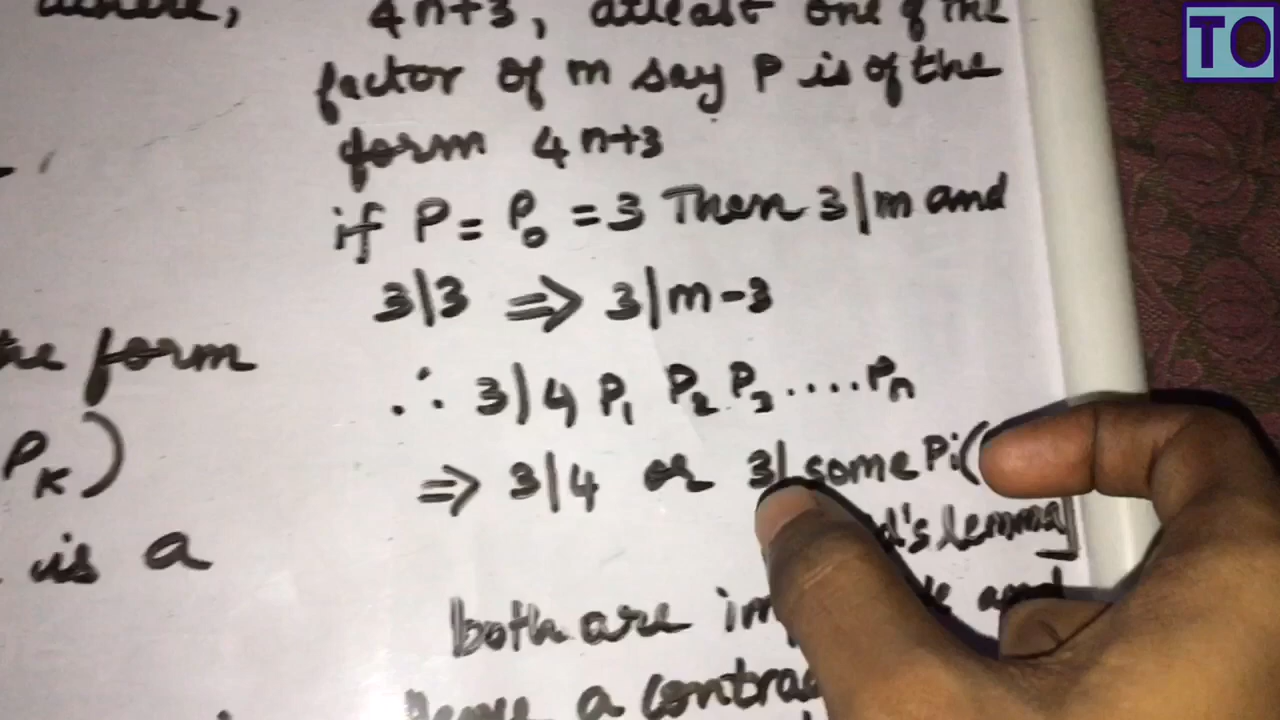 4n+3, atleast one of the
factor of m say P is of the
form 4n+3
if P = P₀ = 3 Then 3|m and
3|3 ⇒ 3|m-3
∴ 3|4 P₁ P₂ P₃ .... Pₙ
⇒ 3|4 or 3|some Pi(
lemma]
both are
a
the form
Pₖ)
is a
TO